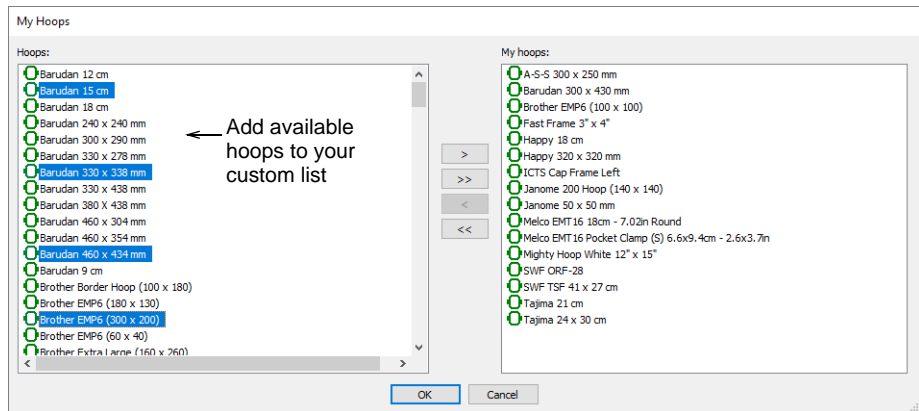 My Hoops
Hoops:
Barudan 12 cm
Barudan 15 cm
Barudan 18 cm
Barudan 240 x 240 mm
Barudan 300 x 290 mm
Barudan 330 x 278 mm
Barudan 330 x 338 mm
Barudan 330 x 438 mm
Barudan 380 X 438 mm
Barudan 460 x 304 mm
Barudan 460 x 354 mm
Barudan 460 x 434 mm
Barudan 9 cm
Brother Border Hoop (100 x 180)
Brother EMP6 (180 x 130)
Brother EMP6 (300 x 200)
Brother EMP6 (60 x 40)
Brother Extra Large (160 x 260)
Add available
hoops to your
custom list
>
>>
<
<<
My hoops:
A-S-S 300 x 250 mm
Barudan 300 x 430 mm
Brother EMP6 (100 x 100)
Fast Frame 3" x 4"
Happy 18 cm
Happy 320 x 320 mm
ICTS Cap Frame Left
Janome 200 Hoop (140 x 140)
Janome 50 x 50 mm
Melco EMT16 18cm - 7.02in Round
Melco EMT16 Pocket Clamp (S) 6.6x9.4cm - 2.6x3.7in
Mighty Hoop White 12" x 15"
SWF ORF-28
SWF TSF 41 x 27 cm
Tajima 21 cm
Tajima 24 x 30 cm
OK
Cancel